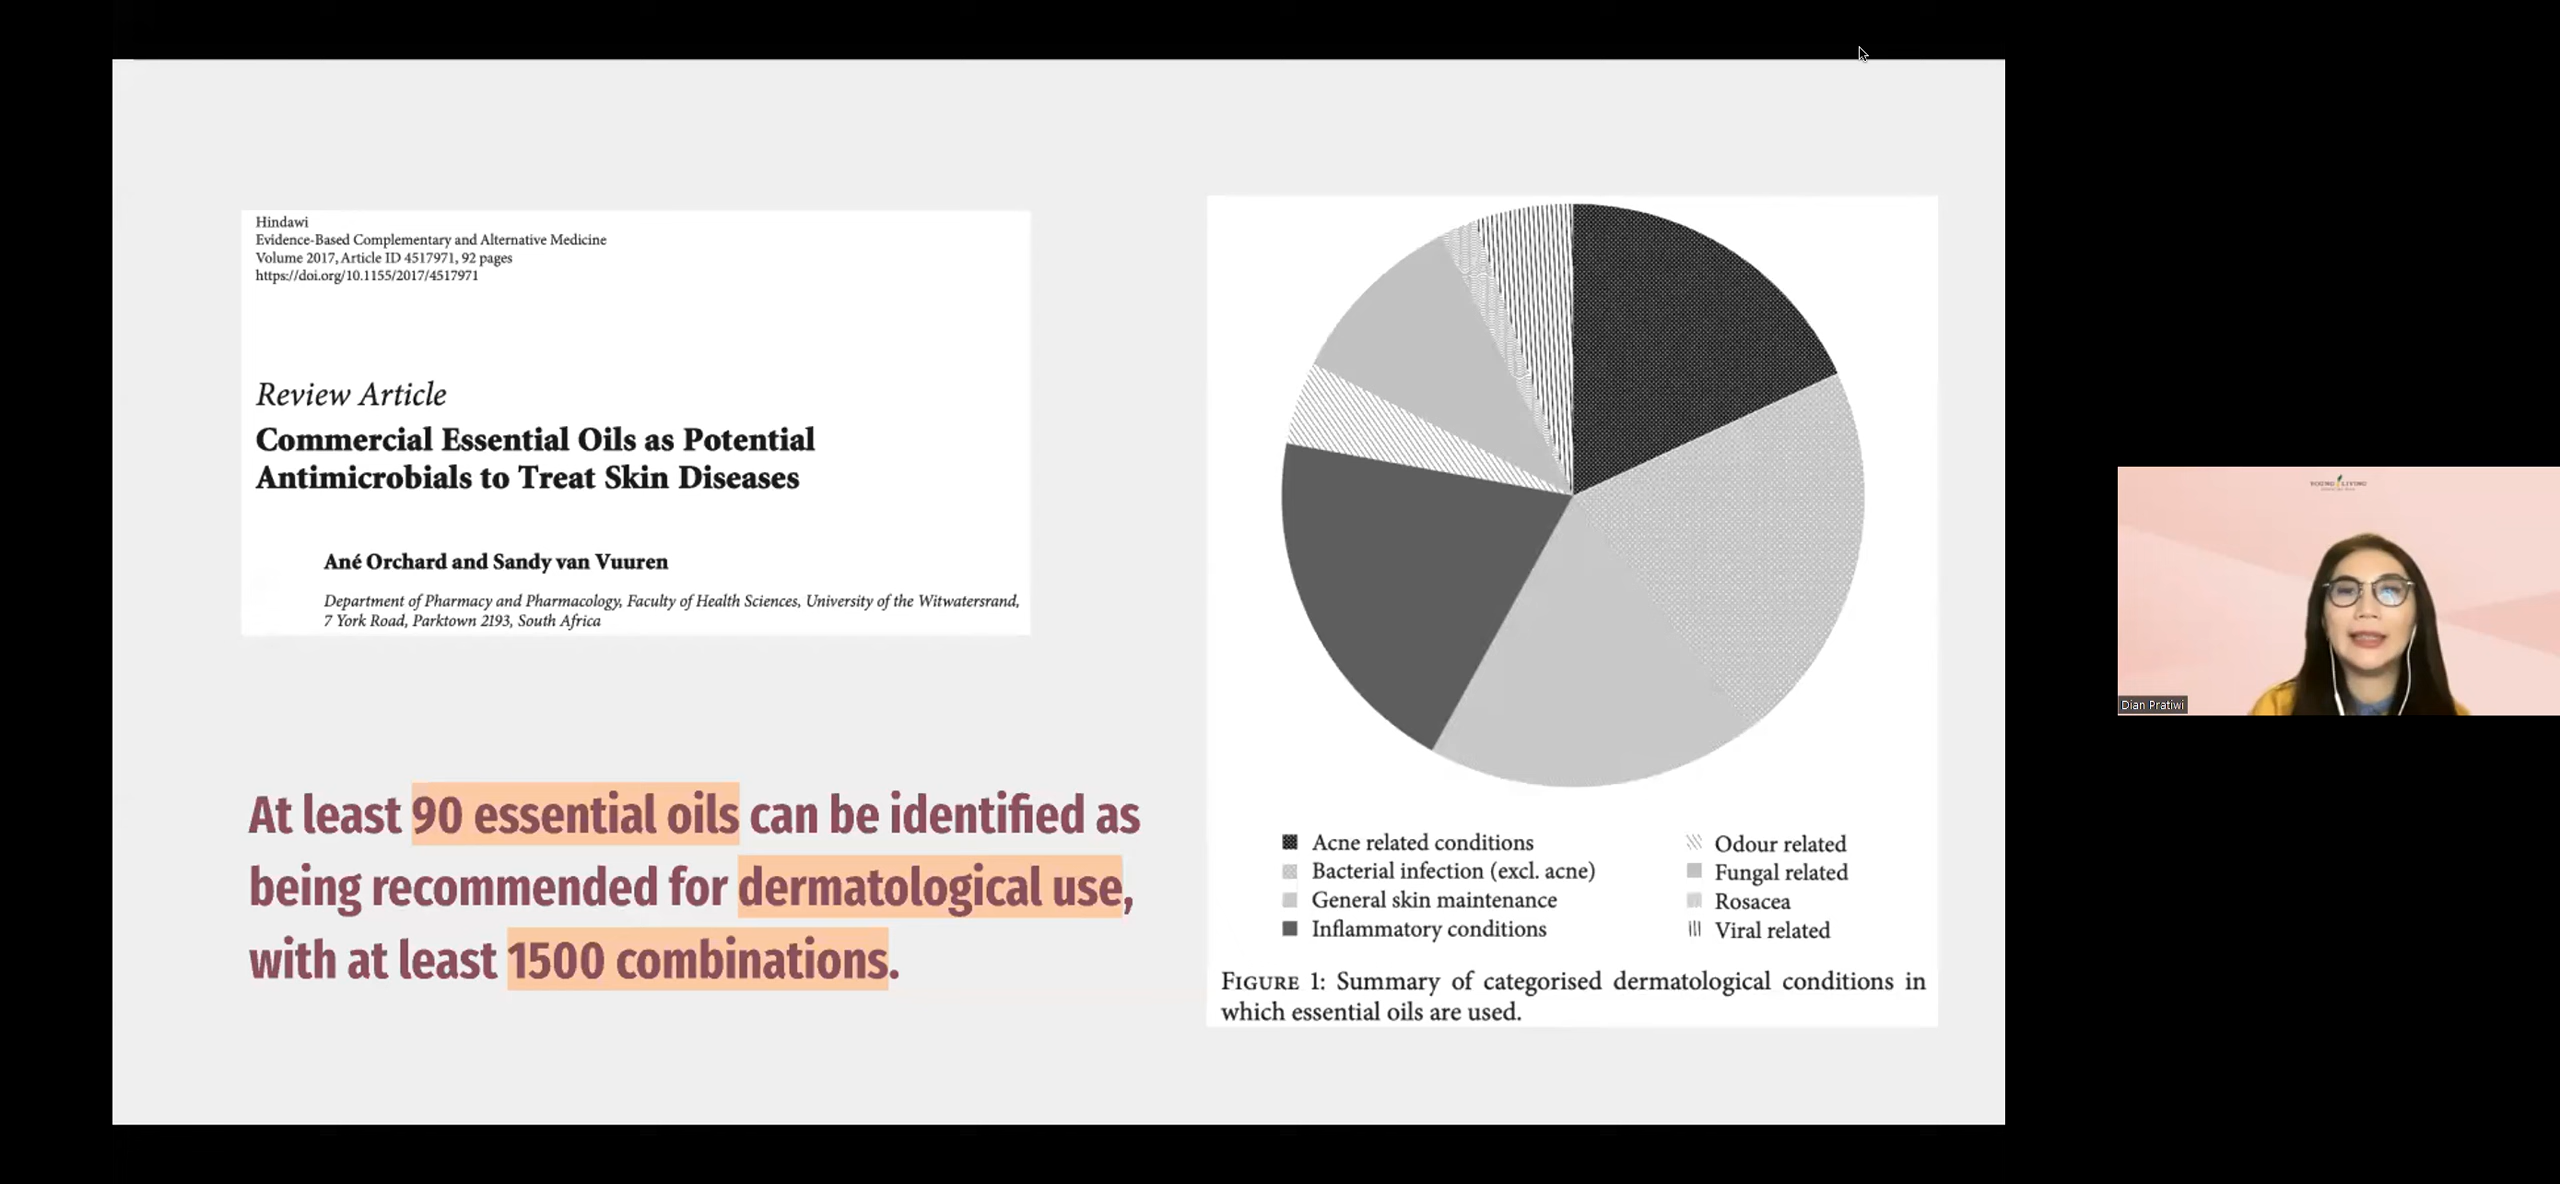 Hindawi
Evidence-Based Complementary and Alternative Medicine
Volume 2017, Article ID 4517971, 92 pages
https://doi.org/10.1155/2017/4517971
Review Article
Commercial Essential Oils as Potential
Antimicrobials to Treat Skin Diseases
Ané Orchard and Sandy van Vuuren
Department of Pharmacy and Pharmacology, Faculty of Health Sciences, University of the Witwatersrand,
7 York Road, Parktown 2193, South Africa
At least 90 essential oils can be identified as
being recommended for dermatological use,
with at least 1500 combinations.
Acne related conditions
Bacterial infection (excl. acne)
General skin maintenance
Inflammatory conditions
Odour related
Fungal related
Rosacea
Viral related
FIGURE 1: Summary of categorised dermatological conditions in
which essential oils are used.
YOUNG LIVING
Dian Pratiwi